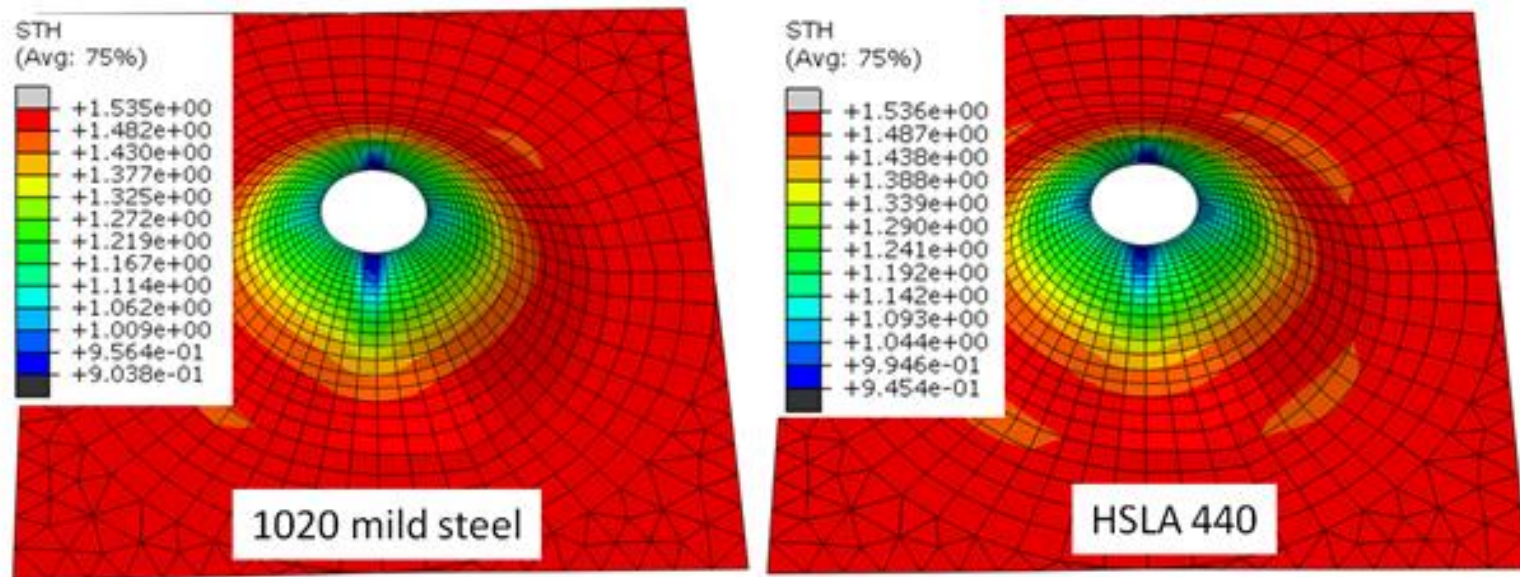 STH
(Avg: 75%)
+1.535e+00
+1.482e+00
+1.430e+00
+1.377e+00
+1.325e+00
+1.272e+00
+1.219e+00
+1.167e+00
+1.114e+00
+1.062e+00
+1.009e+00
+9.564e-01
+9.038e-01
1020 mild steel
STH
(Avg: 75%)
+1.536e+00
+1.487e+00
+1.438e+00
+1.388e+00
+1.339e+00
+1.290e+00
+1.241e+00
+1.192e+00
+1.142e+00
+1.093e+00
+1.044e+00
+9.946e-01
+9.454e-01
HSLA 440